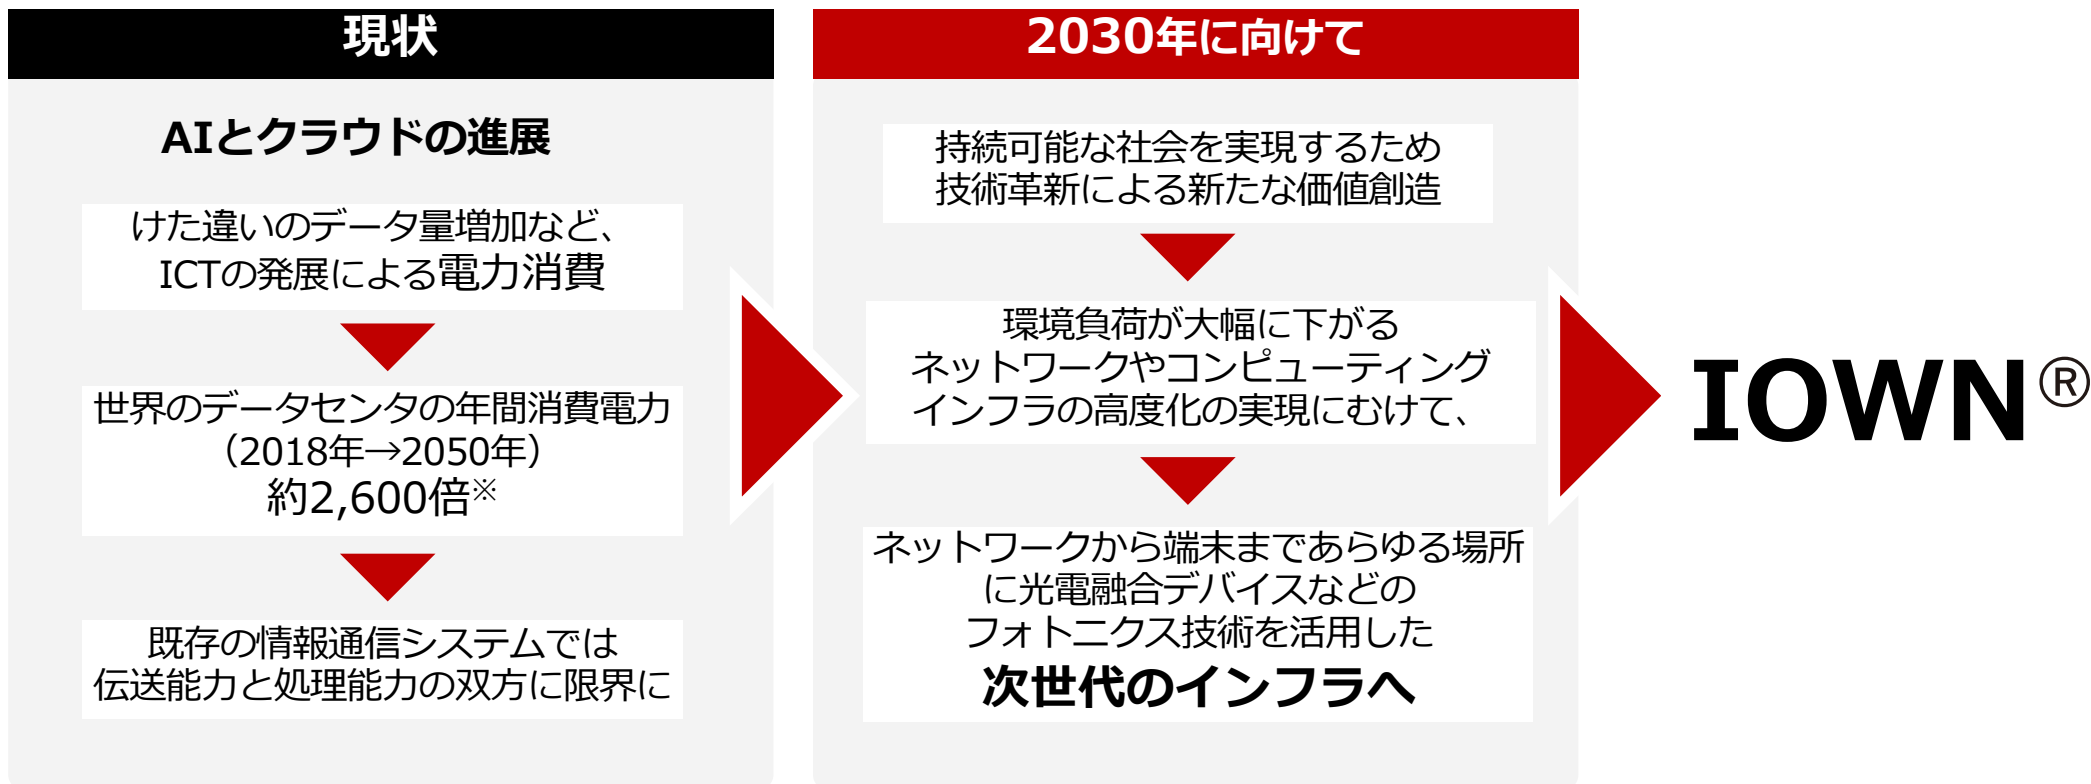 現状
AIとクラウドの進展
けた違いのデータ量増加など、
ICTの発展による電力消費
世界のデータセンタの年間消費電力
（2018年→2050年）
約2,600倍※
既存の情報通信システムでは
伝送能力と処理能力の双方に限界に
2030年に向けて
持続可能な社会を実現するため
技術革新による新たな価値創造
環境負荷が大幅に下がる
ネットワークやコンピューティング
インフラの高度化の実現にむけて、
ネットワークから端末まであらゆる場所
に光電融合デバイスなどの
フォトニクス技術を活用した
次世代のインフラへ
IOWN®